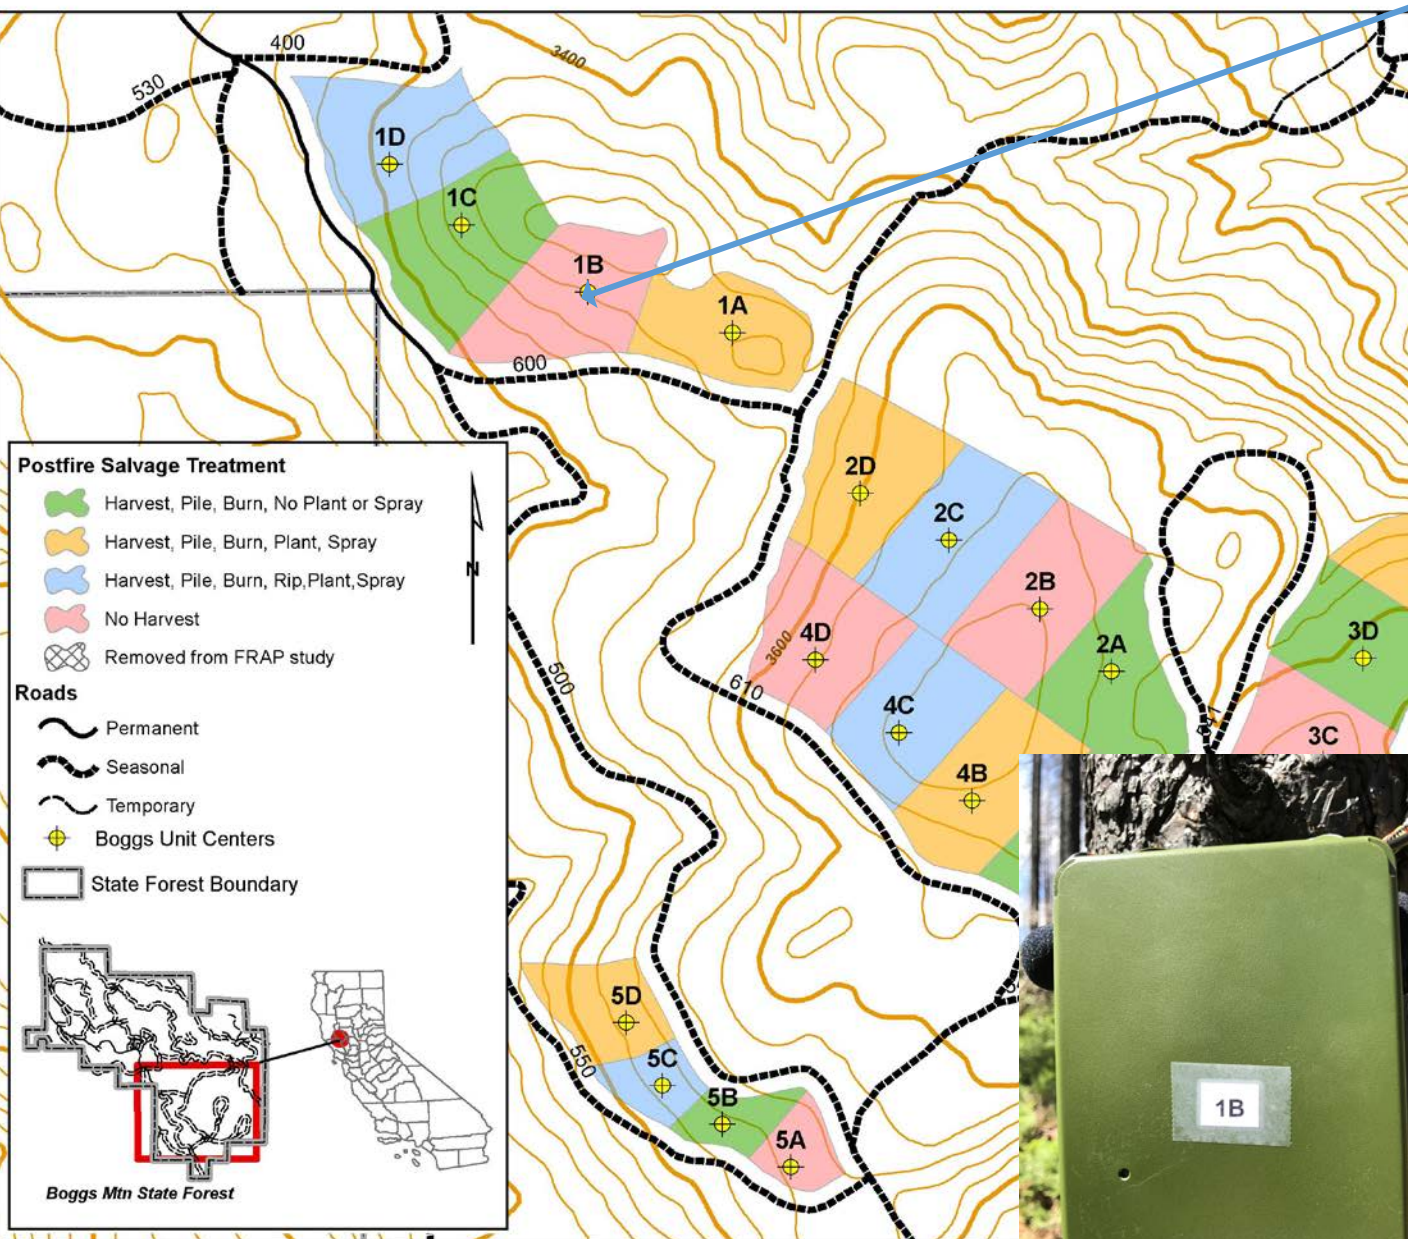 400
3400
530
1D
1C
1B
1A
600
2D
2C
2B
2A
3D
3C
4D
3600
4C
4B
610
500
Postfire Salvage Treatment
Harvest, Pile, Burn, No Plant or Spray
Harvest, Pile, Burn, Plant, Spray
Harvest, Pile, Burn, Rip,Plant,Spray
No Harvest
Removed from FRAP study
N
Roads
Permanent
Seasonal
Temporary
Boggs Unit Centers
State Forest Boundary
Boggs Mtn State Forest
5D
5C
5B
5A
550
1B